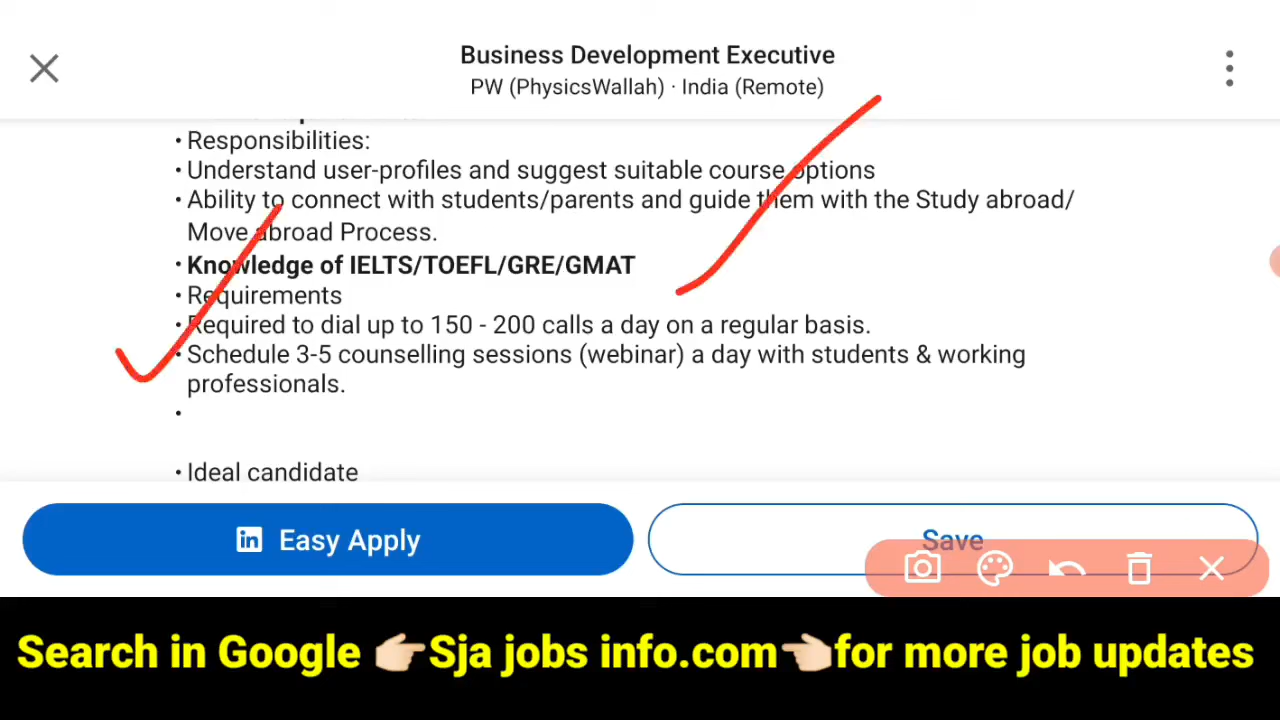 Business Development Executive
PW (PhysicsWallah) · India (Remote)
• Responsibilities:
• Understand user-profiles and suggest suitable course options
• Ability to connect with students/parents and guide them with the Study abroad/
Move abroad Process.
• Knowledge of IELTS/TOEFL/GRE/GMAT
• Requirements
• Required to dial up to 150 - 200 calls a day on a regular basis.
• Schedule 3-5 counselling sessions (webinar) a day with students & working
professionals.
•
• Ideal candidate
in Easy Apply
Save
Search in Google 👉🏻Sja jobs info.com👈🏻for more job updates